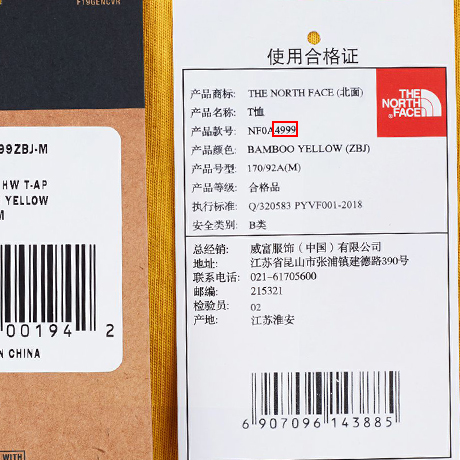 F19GENCVR
99ZBJ-M
HW T-AP
YELLOW
M
00194 2
N CHINA
WITH
使用合格证
产品商标: THE NORTH FACE (北面)
产品名称: T恤
产品款号: NF0A4999
产品颜色: BAMBOO YELLOW (ZBJ)
产品号型: 170/92A(M)
产品等级: 合格品
执行标准: Q/320583 PYVF001-2018
安全类别: B类
THE
NORTH
FACE
总经销: 威富服饰（中国）有限公司
地址: 江苏省昆山市张浦镇建德路390号
联系电话: 021-61705600
邮编: 215321
检验员: 02
产地: 江苏淮安
6 907096 143885